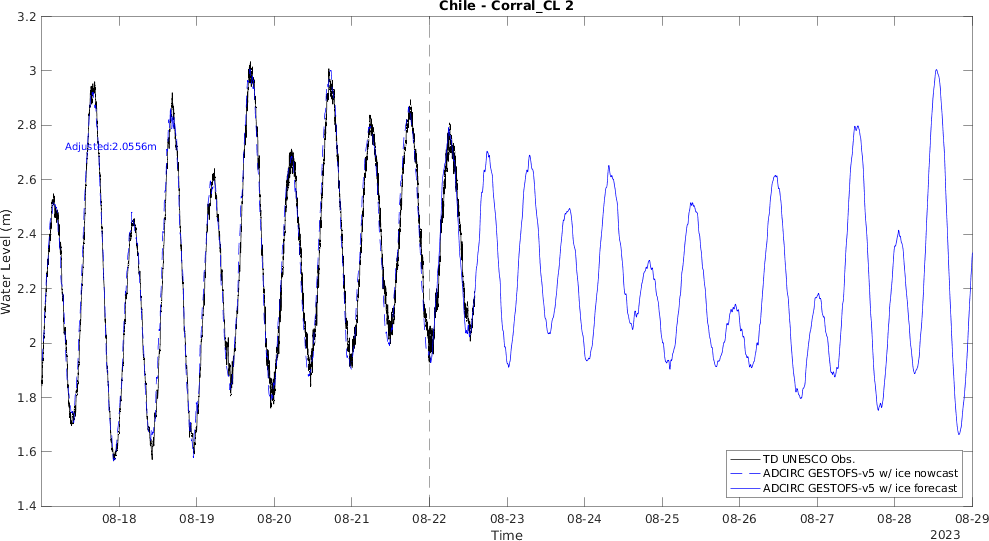 Chile - Corral_CL 2
3.2
3
2.8
2.6
2.4
2.2
2
1.8
1.6
1.4
Water Level (m)
Adjusted:2.0556m
TD UNESCO Obs.
ADCIRC GESTOFS-v5 w/ ice nowcast
ADCIRC GESTOFS-v5 w/ ice forecast
08-18 08-19 08-20 08-21 08-22 08-23 08-24 08-25 08-26 08-27 08-28 08-29
Time
2023